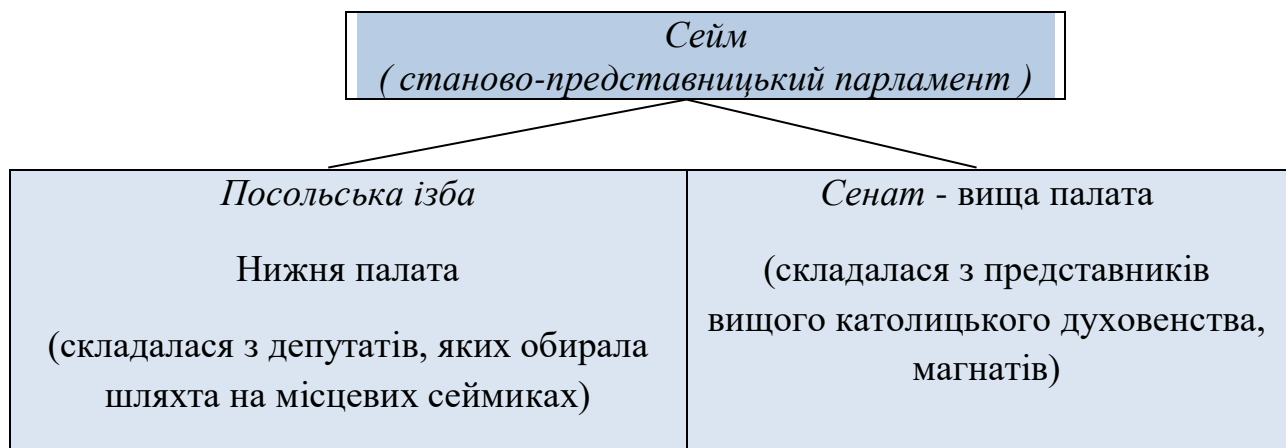 Сейм
( станово-представницький парламент )
Посольська ізба
Нижня палата
(складалася з депутатів, яких обирала
шляхта на місцевих сеймиках)
Сенат - вища палата
(складалася з представників
вищого католицького духовенства,
магнатів)